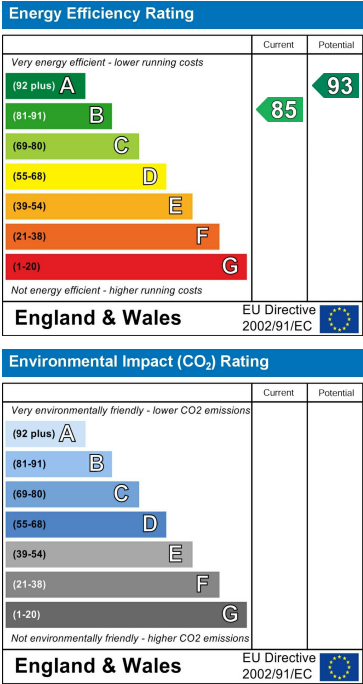 Energy Efficiency Rating
Current Potential
Very energy efficient - lower running costs
(92 plus) A
(81-91) B
(69-80) C
(55-68) D
(39-54) E
(21-38) F
(1-20) G
85
93
Not energy efficient - higher running costs
England & Wales
EU Directive
2002/91/EC
Environmental Impact (CO₂) Rating
Current Potential
Very environmentally friendly - lower CO2 emissions
(92 plus) A
(81-91) B
(69-80) C
(55-68) D
(39-54) E
(21-38) F
(1-20) G
Not environmentally friendly - higher CO2 emissions
England & Wales
EU Directive
2002/91/EC